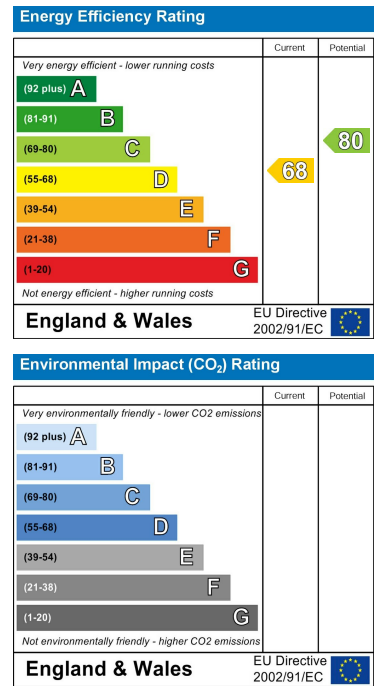 Energy Efficiency Rating
Current Potential
Very energy efficient - lower running costs
(92 plus) A
(81-91) B
(69-80) C
80
(55-68) D
68
(39-54) E
(21-38) F
(1-20) G
Not energy efficient - higher running costs
England & Wales
EU Directive
2002/91/EC
Environmental Impact (CO₂) Rating
Current Potential
Very environmentally friendly - lower CO2 emissions
(92 plus) A
(81-91) B
(69-80) C
(55-68) D
(39-54) E
(21-38) F
(1-20) G
Not environmentally friendly - higher CO2 emissions
England & Wales
EU Directive
2002/91/EC